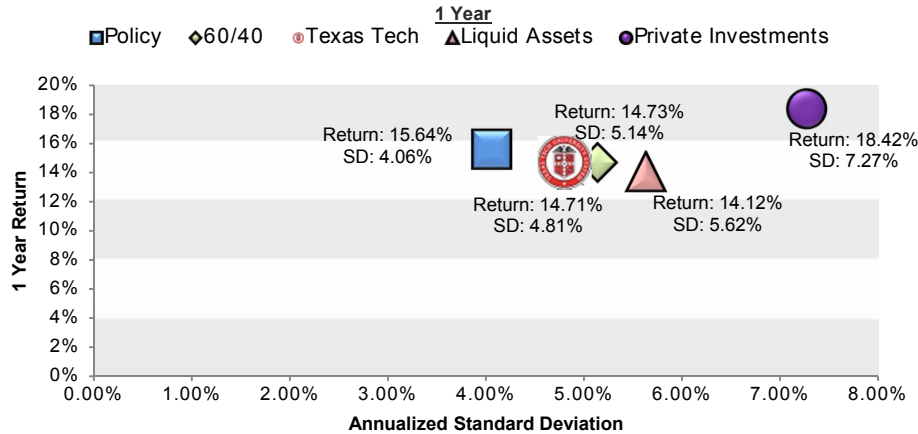 1 Year
Policy 60/40 Texas Tech Liquid Assets Private Investments
20%
18%
16%
14%
12%
10%
8%
6%
4%
2%
0%
1 Year Return
Return: 15.64%
SD: 4.06%
Return: 14.73%
SD: 5.14%
Return: 18.42%
SD: 7.27%
Return: 14.71%
SD: 4.81%
Return: 14.12%
SD: 5.62%
0.00% 1.00% 2.00% 3.00% 4.00% 5.00% 6.00% 7.00% 8.00%
Annualized Standard Deviation